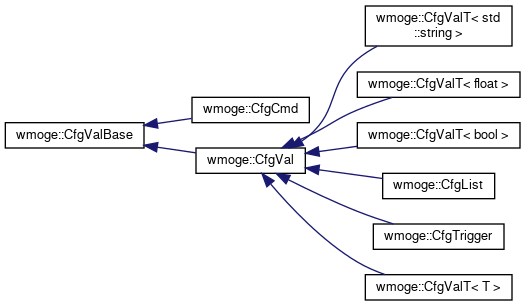 wmoge::CfgValBase
wmoge::CfgCmd
wmoge::CfgVal
wmoge::CfgValT< std
::string >
wmoge::CfgValT< float >
wmoge::CfgValT< bool >
wmoge::CfgList
wmoge::CfgTrigger
wmoge::CfgValT< T >